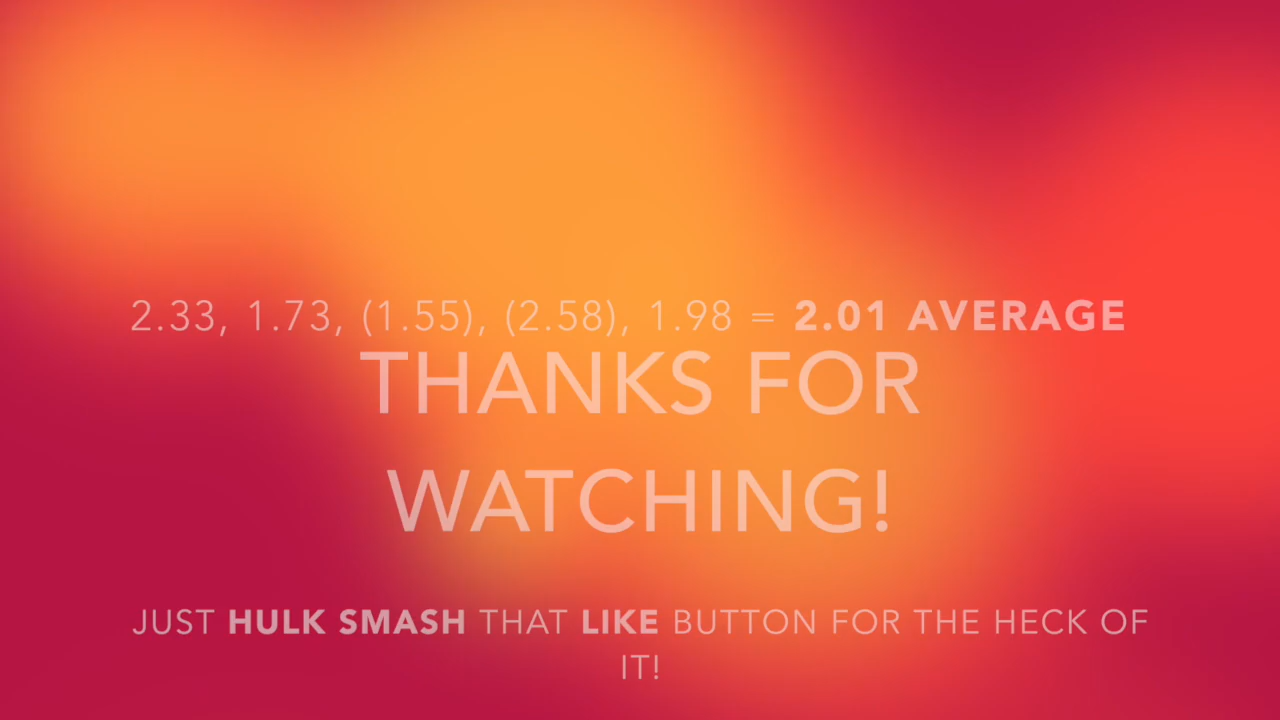 2.33, 1.73, (1.55), (2.58), 1.98 = 2.01 AVERAGE
THANKS FOR
WATCHING!
JUST HULK SMASH THAT LIKE BUTTON FOR THE HECK OF
IT!